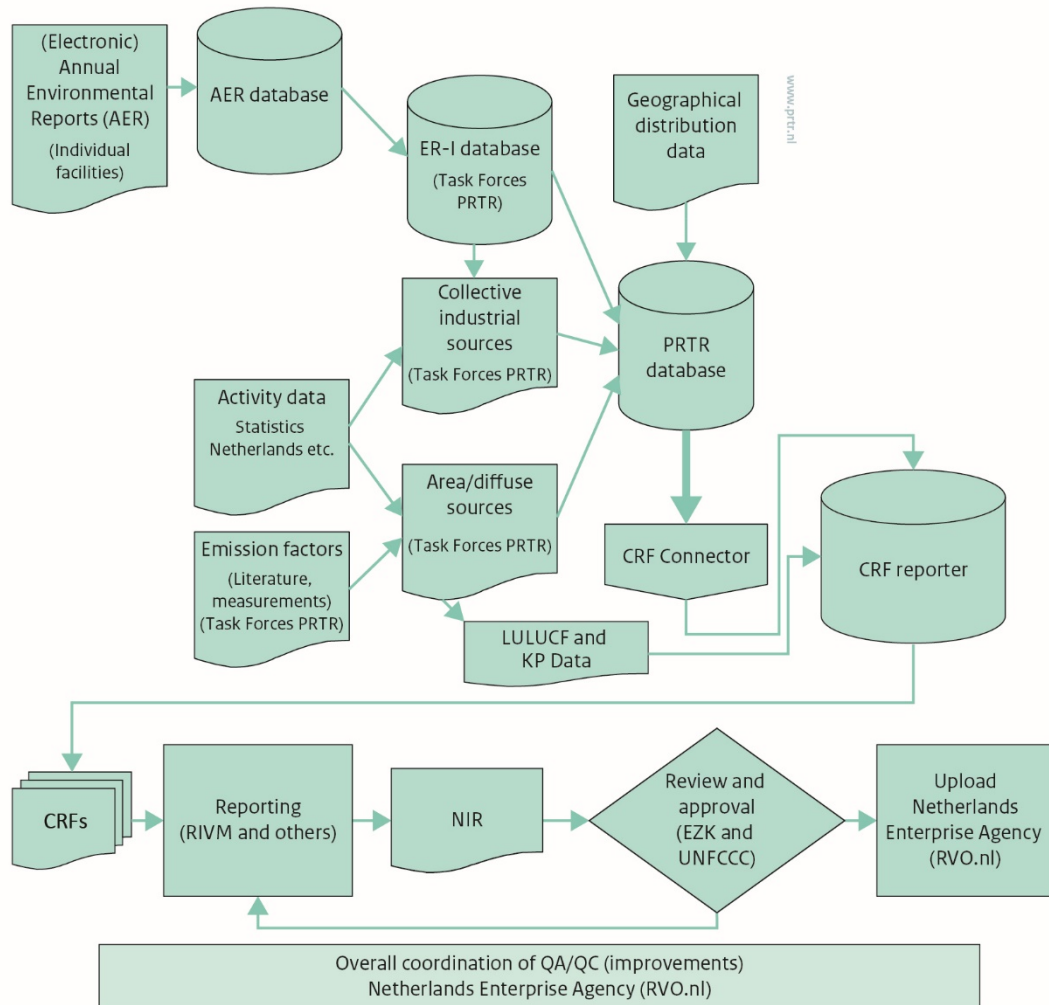 (Electronic)
Annual
Environmental
Reports (AER)
(Individual
facilities)
AER database
ER-I database
(Task Forces
PRTR)
Geographical
distribution
data
www.prtr.nl
Collective
industrial
sources
(Task Forces PRTR)
PRTR
database
Activity data
Statistics
Netherlands etc.
Area/diffuse
sources
(Task Forces PRTR)
Emission factors
(Literature,
measurements)
(Task Forces PRTR)
CRF Connector
CRF reporter
LULUCF and
KP Data
CRFs
Reporting
(RIVM and others)
NIR
Review and
approval
(EZK and
UNFCCC)
Upload
Netherlands
Enterprise Agency
(RVO.nl)
Overall coordination of QA/QC (improvements)
Netherlands Enterprise Agency (RVO.nl)